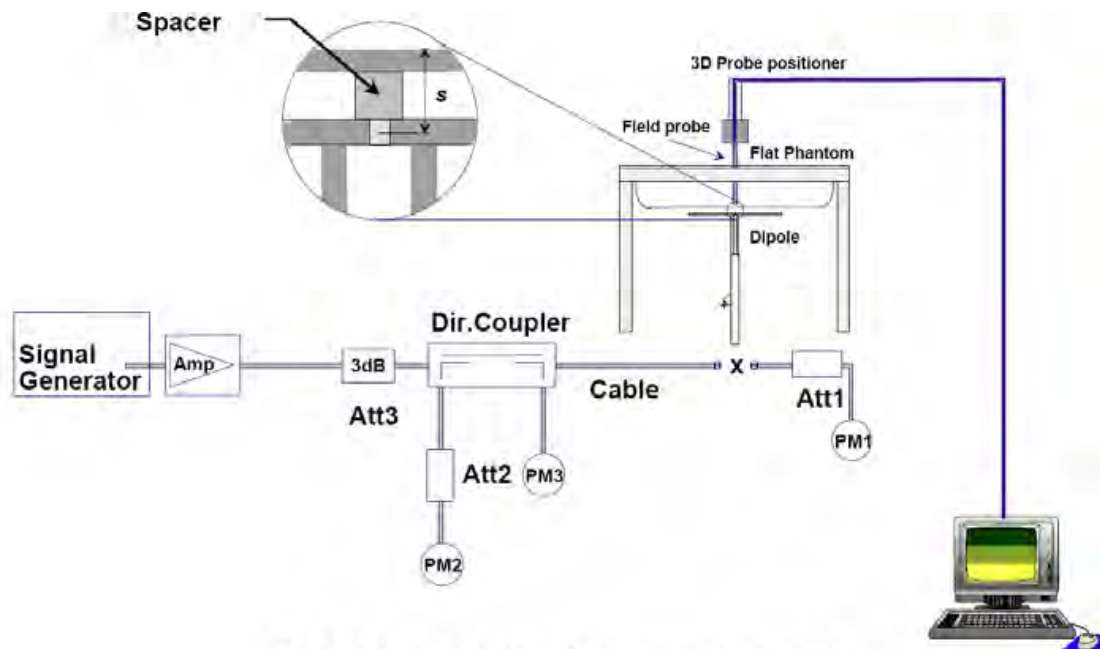 Spacer
s
3D Probe positioner
Field probe
Flat Phantom
Dipole
Signal
Generator
Amp
3dB
Att3
Dir.Coupler
Cable
X
Att1
PM1
Att2
PM3
PM2